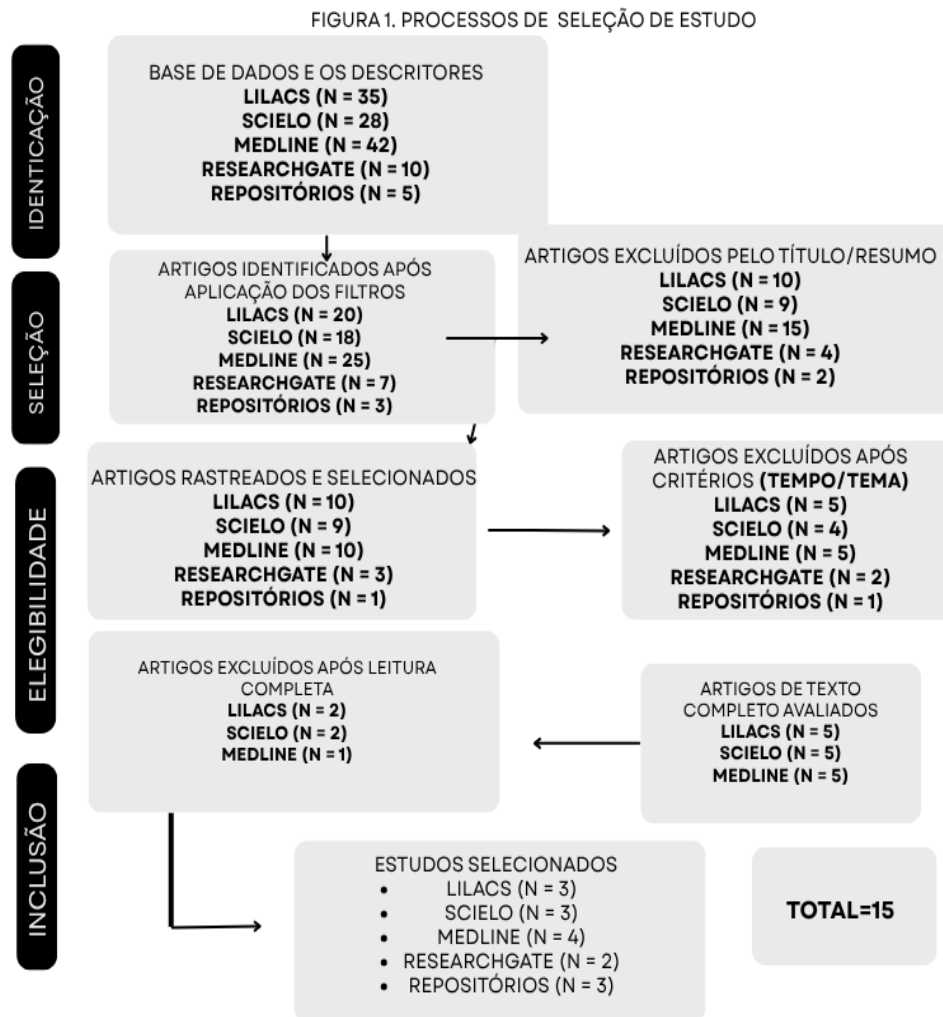 FIGURA 1. PROCESSOS DE SELEÇÃO DE ESTUDO
IDENTICAÇÃO
BASE DE DADOS E OS DESCRITORES
LILACS (N = 35)
SCIELO (N = 28)
MEDLINE (N = 42)
RESEARCHGATE (N = 10)
REPOSITÓRIOS (N = 5)
SELEÇÃO
ARTIGOS IDENTIFICADOS APÓS
APLICAÇÃO DOS FILTROS
LILACS (N = 20)
SCIELO (N = 18)
MEDLINE (N = 25)
RESEARCHGATE (N = 7)
REPOSITÓRIOS (N = 3)
ARTIGOS EXCLUÍDOS PELO TÍTULO/RESUMO
LILACS (N = 10)
SCIELO (N = 9)
MEDLINE (N = 15)
RESEARCHGATE (N = 4)
REPOSITÓRIOS (N = 2)
ELEGIBILIDADE
ARTIGOS RASTREADOS E SELECIONADOS
LILACS (N = 10)
SCIELO (N = 9)
MEDLINE (N = 10)
RESEARCHGATE (N = 3)
REPOSITÓRIOS (N = 1)
ARTIGOS EXCLUÍDOS APÓS
CRITÉRIOS (TEMPO/TEMA)
LILACS (N = 5)
SCIELO (N = 4)
MEDLINE (N = 5)
RESEARCHGATE (N = 2)
REPOSITÓRIOS (N = 1)
ARTIGOS EXCLUÍDOS APÓS LEITURA
COMPLETA
LILACS (N = 2)
SCIELO (N = 2)
MEDLINE (N = 1)
ARTIGOS DE TEXTO
COMPLETO AVALIADOS
LILACS (N = 5)
SCIELO (N = 5)
MEDLINE (N = 5)
INCLUSÃO
ESTUDOS SELECIONADOS
• LILACS (N = 3)
• SCIELO (N = 3)
• MEDLINE (N = 4)
• RESEARCHGATE (N = 2)
• REPOSITÓRIOS (N = 3)
TOTAL=15